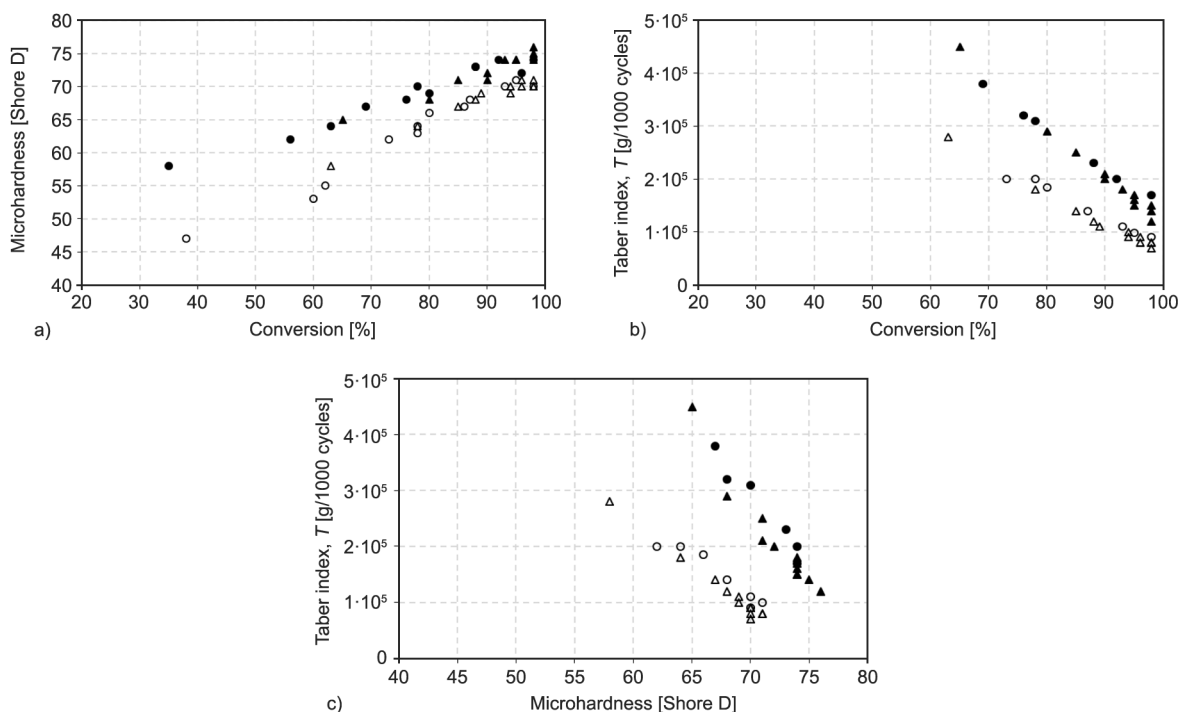 80
75
70
65
60
55
50
45
40
Microhardness [Shore D]
20 30 40 50 60 70 80 90 100
Conversion [%]
a)
5·10⁵
4·10⁵
3·10⁵
2·10⁵
1·10⁵
0
Taber index, T [g/1000 cycles]
20 30 40 50 60 70 80 90 100
Conversion [%]
b)
5·10⁵
4·10⁵
3·10⁵
2·10⁵
1·10⁵
0
Taber index, T [g/1000 cycles]
40 45 50 55 60 65 70 75 80
Microhardness [Shore D]
c)